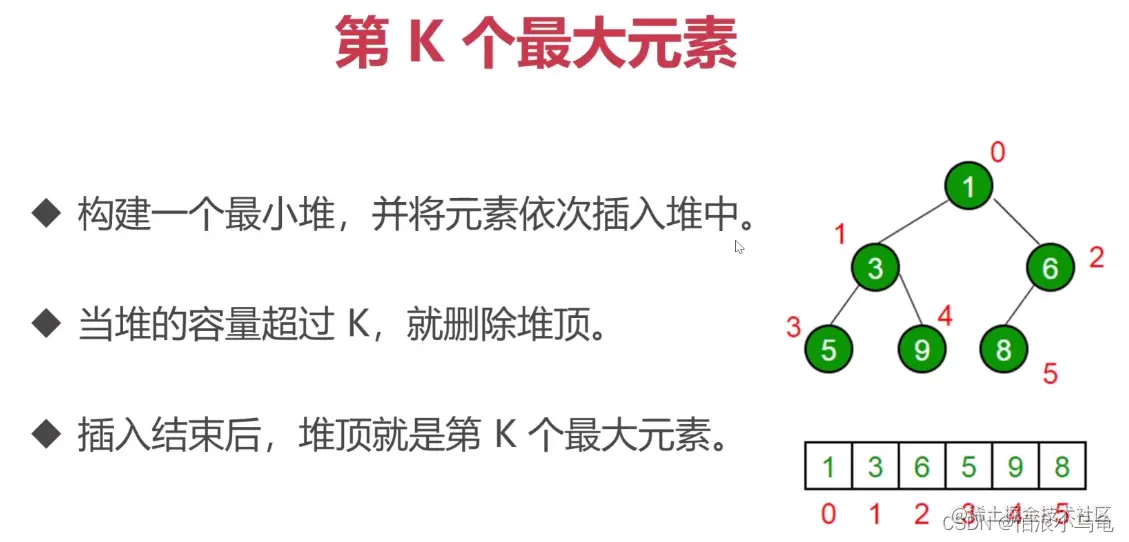 第 K 个最大元素
◆ 构建一个最小堆，并将元素依次插入堆中。
◆ 当堆的容量超过 K，就删除堆顶。
◆ 插入结束后，堆顶就是第 K 个最大元素。
0
1
1
2
3
6
3
4
5
9
8
5
1 3 6 5 9 8
0 1 2 3 4 5
@稀土掘金技术社区
CSDN @怕浪小乌龟